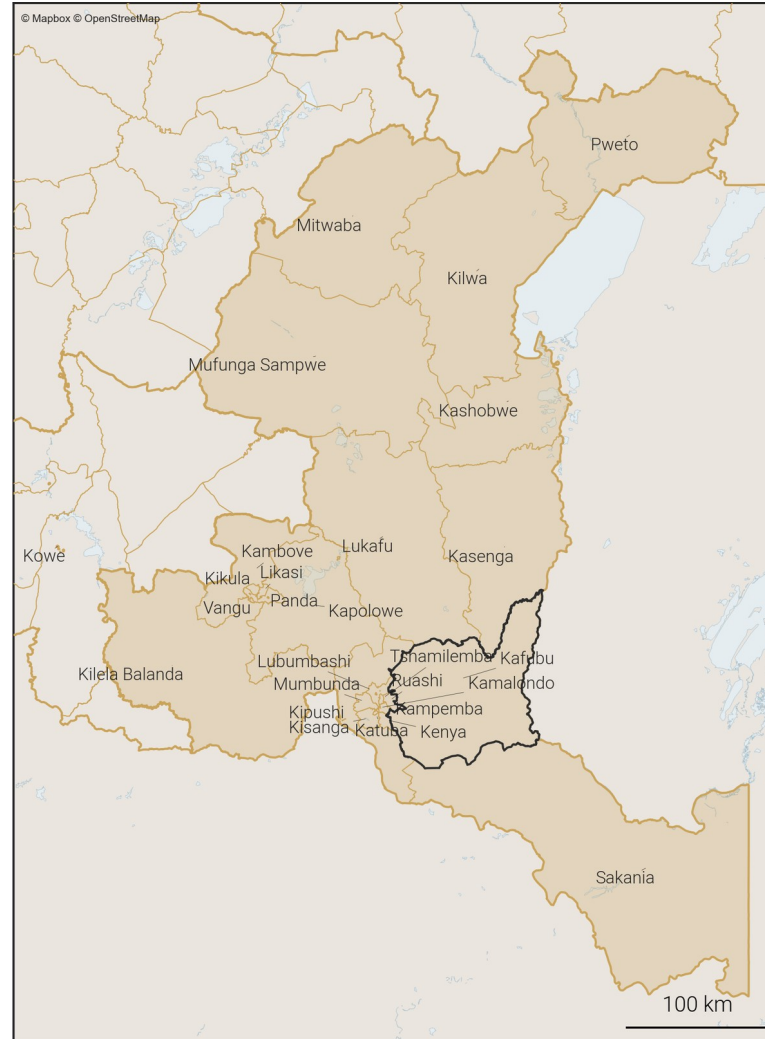 © Mapbox © OpenStreetMap
Pweto
Mitwaba
Kilwa
Mufunga Sampwe
Kashobwe
Lukafu
Kambove
Kasenga
Kowe
Likasi
Kikula
Panda
Vangu
Kapolowe
Tshamilemba
Kafubu
Lubumbashi
Kilela Balanda
Ruashi
Mumbunda
Kamalondo
Kampemba
Kipushi
Kisanga
Katuba
Kenya
Sakania
100 km